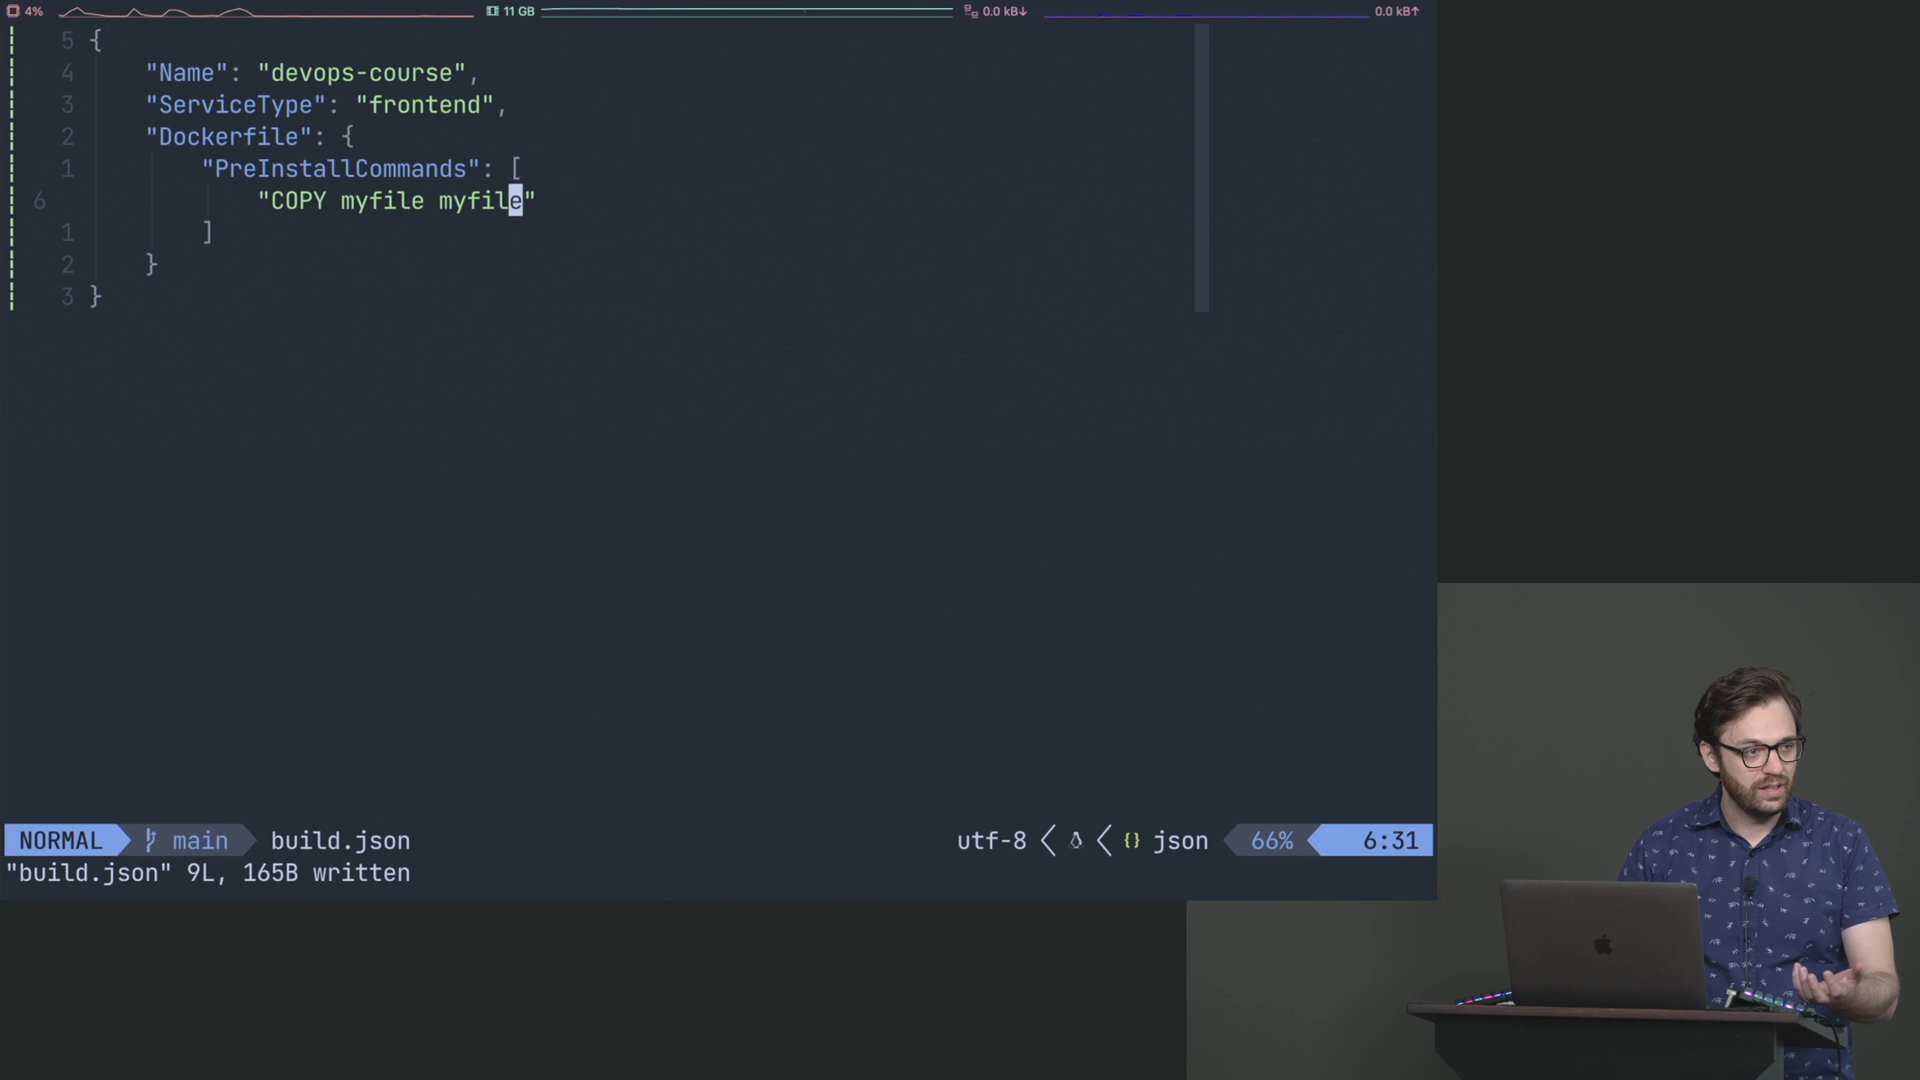 4%
11 GB
0.0 kB↓
0.0 kB↑
5 {
4 "Name": "devops-course",
3 "ServiceType": "frontend",
2 "Dockerfile": {
1 "PreInstallCommands": [
6 "COPY myfile myfile"
1 ]
2 }
3 }
NORMAL main build.json
utf-8 < < {} json 66% 6:31
"build.json" 9L, 165B written